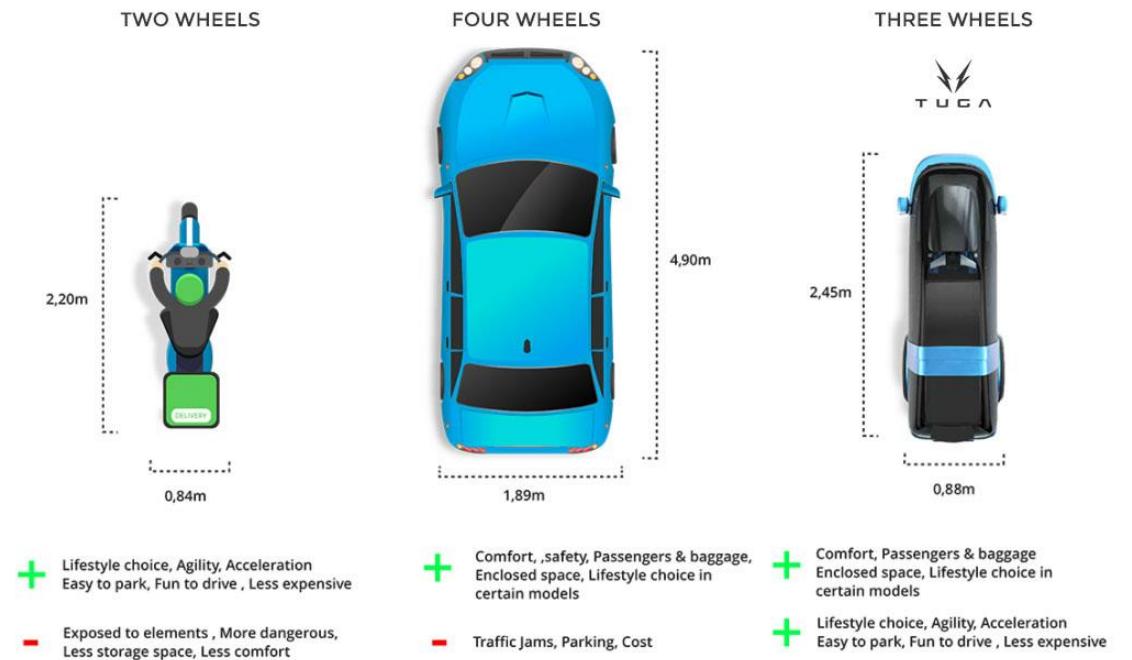 TWO WHEELS
FOUR WHEELS
THREE WHEELS
TUGA
2,20m
4,90m
2,45m
DELIVERY
0,84m
1,89m
0,88m
+ Lifestyle choice, Agility, Acceleration
Easy to park, Fun to drive , Less expensive
- Exposed to elements , More dangerous,
Less storage space, Less comfort
+ Comfort, ,safety, Passengers & baggage,
Enclosed space, Lifestyle choice in
certain models
- Traffic Jams, Parking, Cost
+ Comfort, Passengers & baggage
Enclosed space, Lifestyle choice in
certain models
+ Lifestyle choice, Agility, Acceleration
Easy to park, Fun to drive , Less expensive